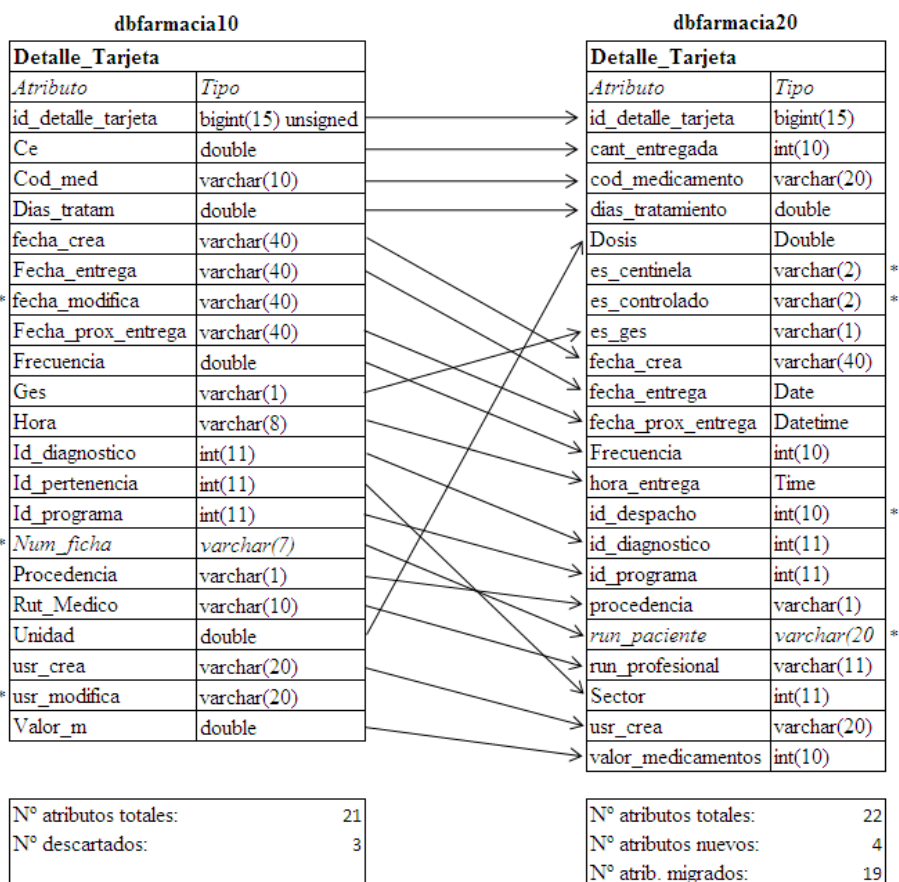 dbfarmacia10
Detalle_Tarjeta
Atributo Tipo
id_detalle_tarjeta bigint(15) unsigned
Ce double
Cod_med varchar(10)
Dias_tratam double
fecha_crea varchar(40)
Fecha_entrega varchar(40)
* fecha_modifica varchar(40)
Fecha_prox_entrega varchar(40)
Frecuencia double
Ges varchar(1)
Hora varchar(8)
Id_diagnostico int(11)
Id_pertenencia int(11)
Id_programa int(11)
* Num_ficha varchar(7)
Procedencia varchar(1)
Rut_Medico varchar(10)
Unidad double
usr_crea varchar(20)
* usr_modifica varchar(20)
Valor_m double
Nº atributos totales: 21
Nº descartados: 3
dbfarmacia20
Detalle_Tarjeta
Atributo Tipo
id_detalle_tarjeta bigint(15)
cant_entregada int(10)
cod_medicamento varchar(20)
dias_tratamiento double
Dosis Double
es_centinela varchar(2) *
es_controlado varchar(2) *
es_ges varchar(1)
fecha_crea varchar(40)
fecha_entrega Date
fecha_prox_entrega Datetime
Frecuencia int(10)
hora_entrega Time
id_despacho int(10) *
id_diagnostico int(11)
id_programa int(11)
procedencia varchar(1)
run_paciente varchar(20 *
run_profesional varchar(11)
Sector int(11)
usr_crea varchar(20)
valor_medicamentos int(10)
Nº atributos totales: 22
Nº atributos nuevos: 4
Nº atrib. migrados: 19